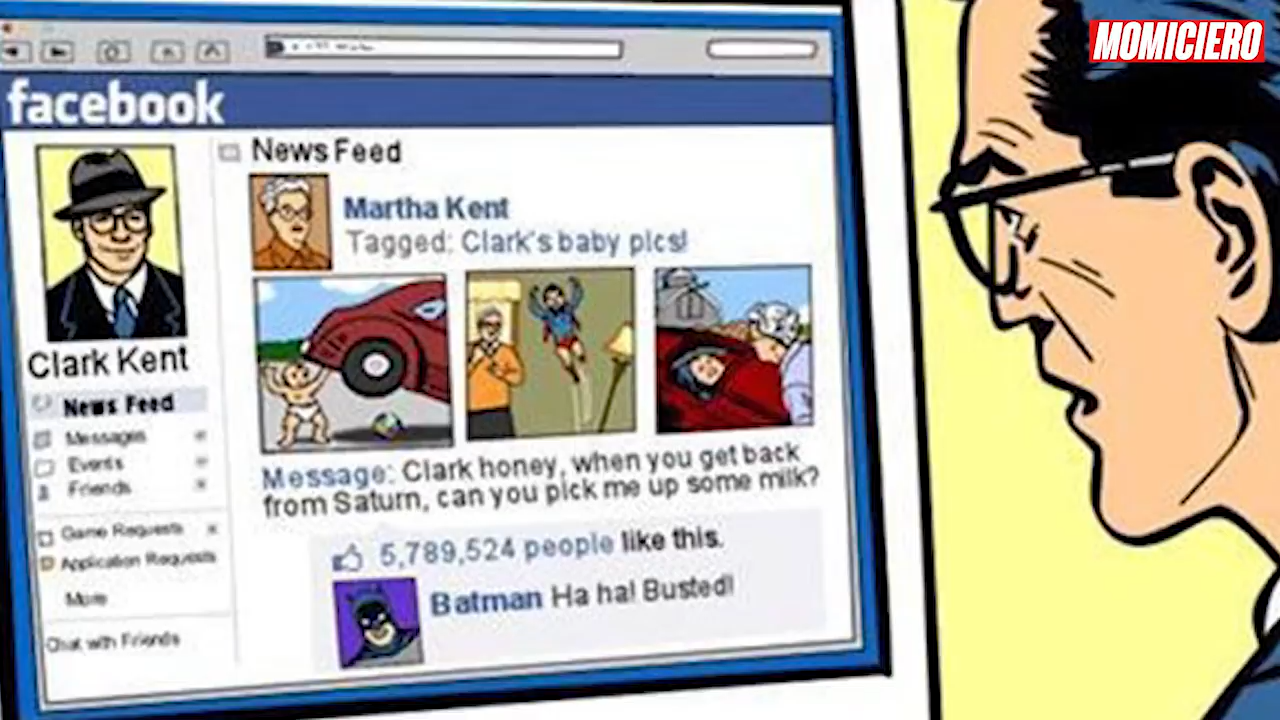 MOMICIERO
facebook
News Feed
Martha Kent
Tagged: Clark's baby pics!
Clark Kent
News Feed
Messages
Events
Friends
Game Requests
Application Requests
More
Chat with Friends
Message: Clark honey, when you get back
from Saturn, can you pick me up some milk?
5,789,524 people like this.
Batman Ha ha! Busted!